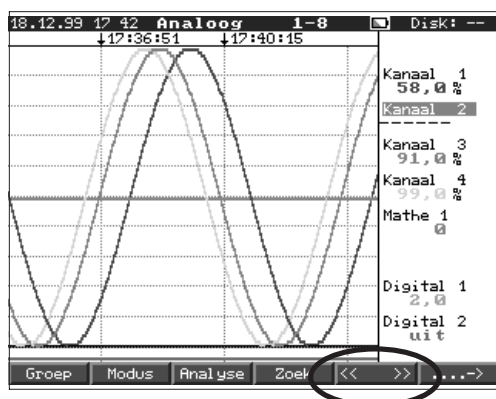 18.12.99 17 42 Analoog 1-8 Disk: --
↓17:36:51 ↓17:40:15
Kanaal 1
58,0 %
Kanaal 2
------
Kanaal 3
91,0 %
Kanaal 4
99,0 %
Mathe 1
0
Digital 1
2,0
Digital 2
uit
Groep Modus Analyse Zoek << >> ....->